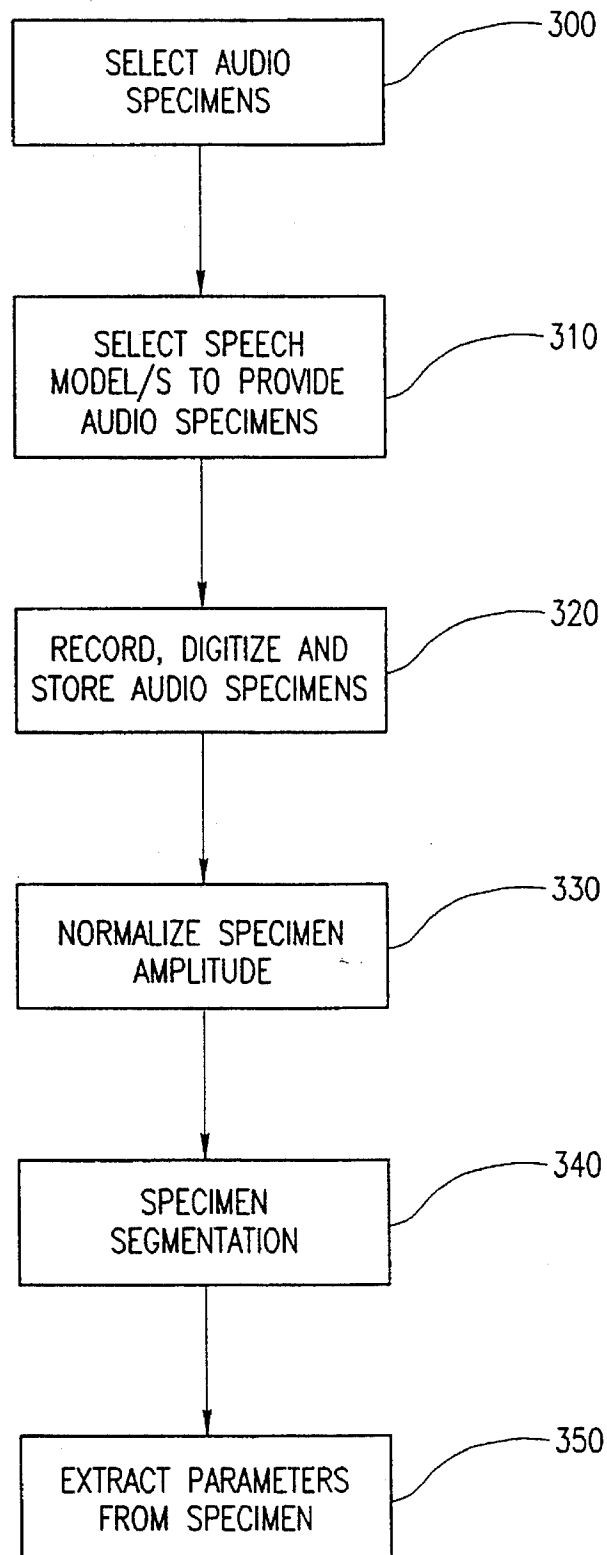 300
SELECT AUDIO
SPECIMENS
310
SELECT SPEECH
MODEL/S TO PROVIDE
AUDIO SPECIMENS
320
RECORD, DIGITIZE AND
STORE AUDIO SPECIMENS
330
NORMALIZE SPECIMEN
AMPLITUDE
340
SPECIMEN
SEGMENTATION
350
EXTRACT PARAMETERS
FROM SPECIMEN